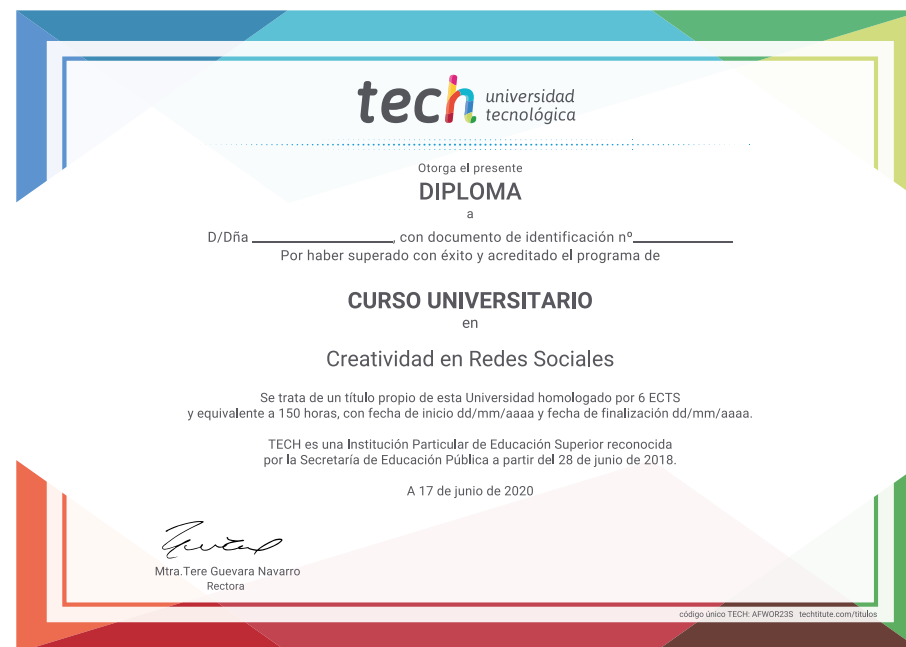 tech universidad
tecnológica
Otorga el presente
DIPLOMA
a
D/Dña ____________________, con documento de identificación nº______________
Por haber superado con éxito y acreditado el programa de
CURSO UNIVERSITARIO
en
Creatividad en Redes Sociales
Se trata de un título propio de esta Universidad homologado por 6 ECTS
y equivalente a 150 horas, con fecha de inicio dd/mm/aaaa y fecha de finalización dd/mm/aaaa.
TECH es una Institución Particular de Educación Superior reconocida
por la Secretaría de Educación Pública a partir del 28 de junio de 2018.
A 17 de junio de 2020
Mtra.Tere Guevara Navarro
Rectora
código único TECH: AFWOR23S techtitute.com/titulos